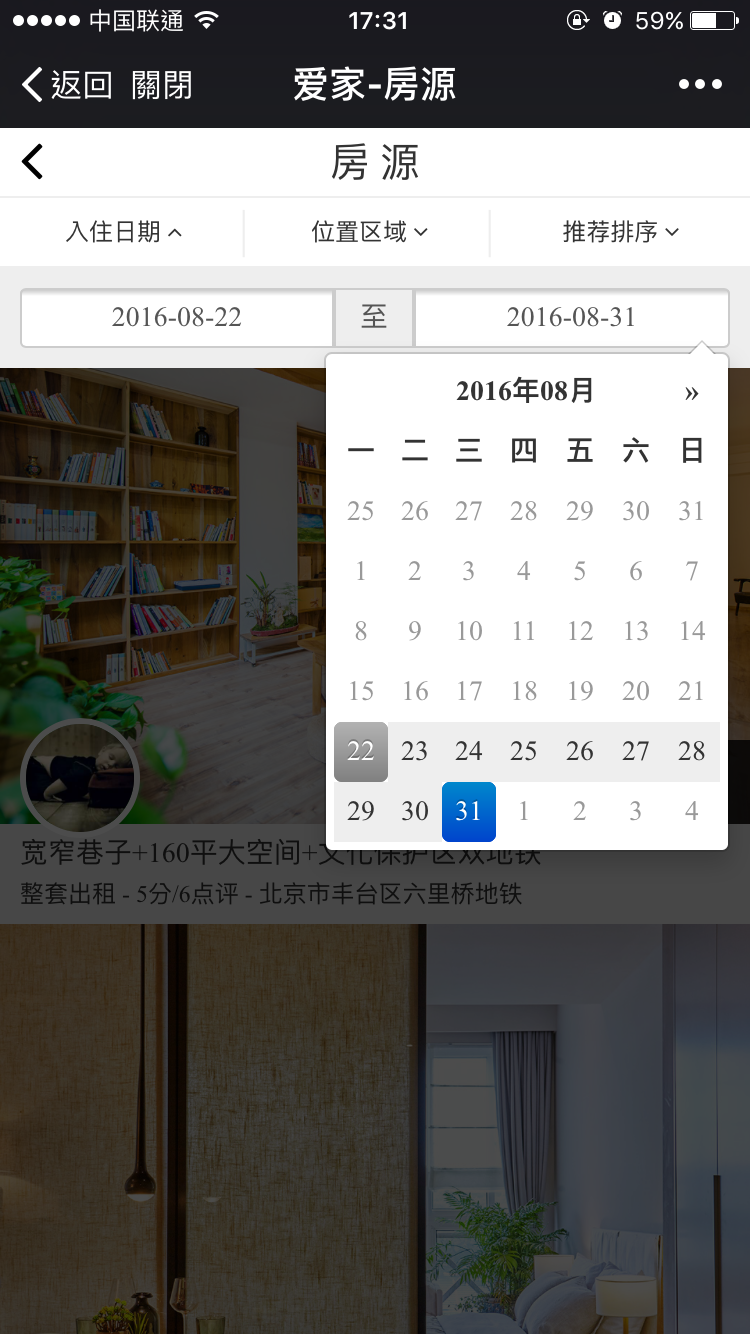 中国联通 17:31 59%
返回 關閉 爱家-房源
房 源
入住日期 位置区域 推荐排序
2016-08-22 至 2016-08-31
2016年08月 »
一 二 三 四 五 六 日
25 26 27 28 29 30 31
1 2 3 4 5 6 7
8 9 10 11 12 13 14
15 16 17 18 19 20 21
22 23 24 25 26 27 28
29 30 31 1 2 3 4
宽窄巷子+160平大空间+文化保护区双地铁
整套出租 - 5分/6点评 - 北京市丰台区六里桥地铁